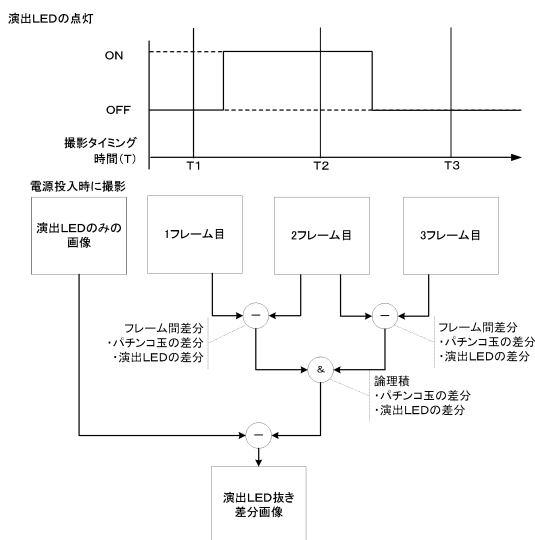 演出LEDの点灯
ON
OFF
撮影タイミング
時間(T)
T1
T2
T3
電源投入時に撮影
演出LEDのみの
画像
1フレーム目
2フレーム目
3フレーム目
－
－
フレーム間差分
・パチンコ玉の差分
・演出LEDの差分
フレーム間差分
・パチンコ玉の差分
・演出LEDの差分
&
論理積
・パチンコ玉の差分
・演出LEDの差分
－
演出LED抜き
差分画像